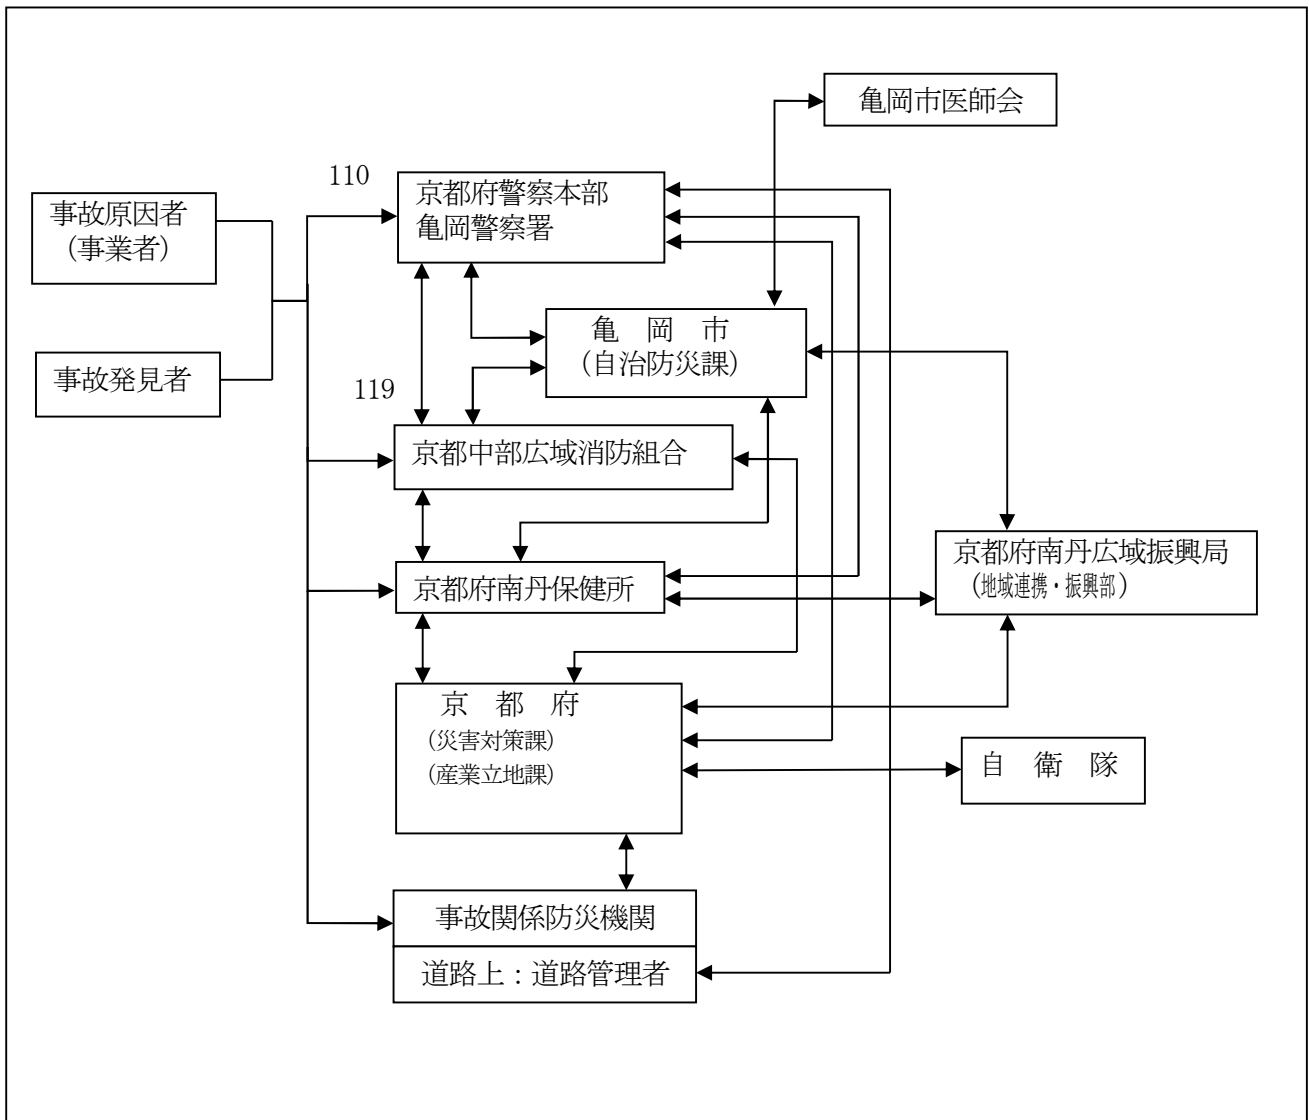 亀岡市医師会
110
京都府警察本部
亀岡警察署
事故原因者
(事業者)
亀　岡　市
(自治防災課)
事故発見者
119
京都中部広域消防組合
京都府南丹広域振興局
(地域連携・振興部)
京都府南丹保健所
京　都　府
(災害対策課)
(産業立地課)
自　衛　隊
事故関係防災機関
道路上：道路管理者